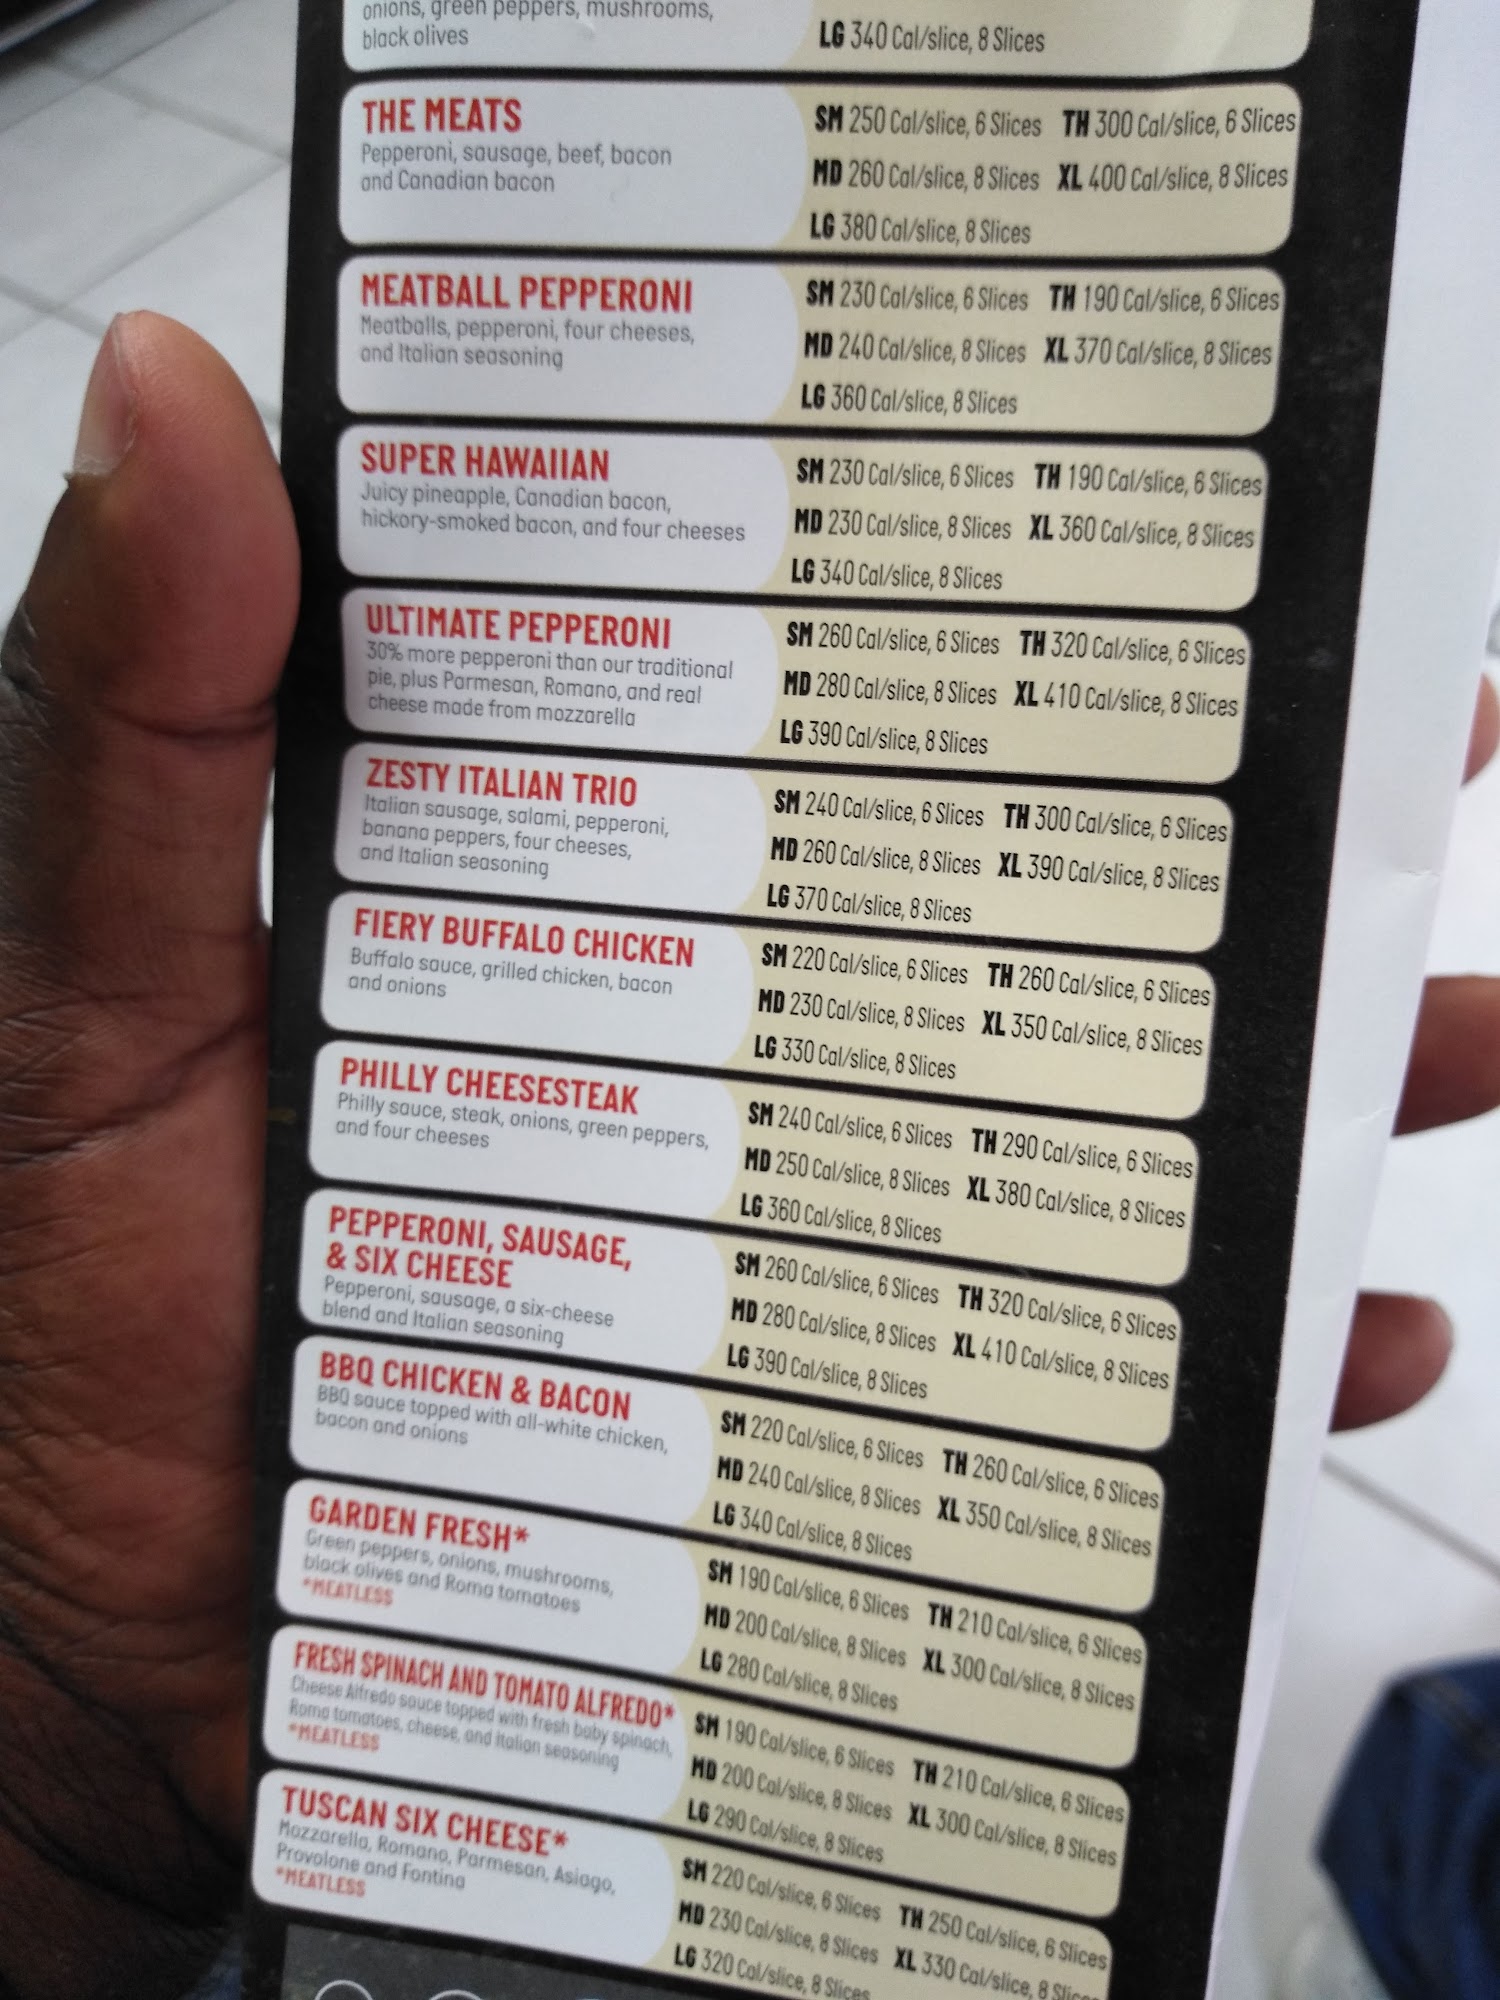 onions, green peppers, mushrooms,
black olives
LG 340 Cal/slice, 8 Slices
THE MEATS
Pepperoni, sausage, beef, bacon
and Canadian bacon
SM 250 Cal/slice, 6 Slices TH 300 Cal/slice, 6 Slices
MD 260 Cal/slice, 8 Slices XL 400 Cal/slice, 8 Slices
LG 380 Cal/slice, 8 Slices
MEATBALL PEPPERONI
Meatballs, pepperoni, four cheeses,
and Italian seasoning
SM 230 Cal/slice, 6 Slices TH 190 Cal/slice, 6 Slices
MD 240 Cal/slice, 8 Slices XL 370 Cal/slice, 8 Slices
LG 360 Cal/slice, 8 Slices
SUPER HAWAIIAN
Juicy pineapple, Canadian bacon,
hickory-smoked bacon, and four cheeses
SM 230 Cal/slice, 6 Slices TH 190 Cal/slice, 6 Slices
MD 230 Cal/slice, 8 Slices XL 360 Cal/slice, 8 Slices
LG 340 Cal/slice, 8 Slices
ULTIMATE PEPPERONI
30% more pepperoni than our traditional
pie, plus Parmesan, Romano, and real
cheese made from mozzarella
SM 260 Cal/slice, 6 Slices TH 320 Cal/slice, 6 Slices
MD 280 Cal/slice, 8 Slices XL 410 Cal/slice, 8 Slices
LG 390 Cal/slice, 8 Slices
ZESTY ITALIAN TRIO
Italian sausage, salami, pepperoni,
banana peppers, four cheeses,
and Italian seasoning
SM 240 Cal/slice, 6 Slices TH 300 Cal/slice, 6 Slices
MD 260 Cal/slice, 8 Slices XL 390 Cal/slice, 8 Slices
LG 370 Cal/slice, 8 Slices
FIERY BUFFALO CHICKEN
Buffalo sauce, grilled chicken, bacon
and onions
SM 220 Cal/slice, 6 Slices TH 260 Cal/slice, 6 Slices
MD 230 Cal/slice, 8 Slices XL 350 Cal/slice, 8 Slices
LG 330 Cal/slice, 8 Slices
PHILLY CHEESESTEAK
Philly sauce, steak, onions, green peppers,
and four cheeses
SM 240 Cal/slice, 6 Slices TH 290 Cal/slice, 6 Slices
MD 250 Cal/slice, 8 Slices XL 380 Cal/slice, 8 Slices
LG 360 Cal/slice, 8 Slices
PEPPERONI, SAUSAGE,
& SIX CHEESE
Pepperoni, sausage, a six-cheese
blend and Italian seasoning
SM 260 Cal/slice, 6 Slices TH 320 Cal/slice, 6 Slices
MD 280 Cal/slice, 8 Slices XL 410 Cal/slice, 8 Slices
LG 390 Cal/slice, 8 Slices
BBQ CHICKEN & BACON
BBQ sauce topped with all-white chicken,
bacon and onions
SM 220 Cal/slice, 6 Slices TH 260 Cal/slice, 6 Slices
MD 240 Cal/slice, 8 Slices XL 350 Cal/slice, 8 Slices
LG 340 Cal/slice, 8 Slices
GARDEN FRESH*
Green peppers, onions, mushrooms,
black olives and Roma tomatoes
*MEATLESS
SM 190 Cal/slice, 6 Slices TH 210 Cal/slice, 6 Slices
MD 200 Cal/slice, 8 Slices XL 300 Cal/slice, 8 Slices
LG 280 Cal/slice, 8 Slices
FRESH SPINACH AND TOMATO ALFREDO*
Cheese Alfredo sauce topped with fresh baby spinach,
Roma tomatoes, cheese, and Italian seasoning
*MEATLESS
SM 190 Cal/slice, 6 Slices TH 210 Cal/slice, 6 Slices
MD 200 Cal/slice, 8 Slices XL 300 Cal/slice, 8 Slices
LG 290 Cal/slice, 8 Slices
TUSCAN SIX CHEESE*
Mozzarella, Romano, Parmesan, Asiago,
Provolone and Fontina
*MEATLESS
SM 220 Cal/slice, 6 Slices TH 250 Cal/slice, 6 Slices
MD 230 Cal/slice, 8 Slices XL 330 Cal/slice, 8 Slices
LG 320 Cal/slice, 8 Slices